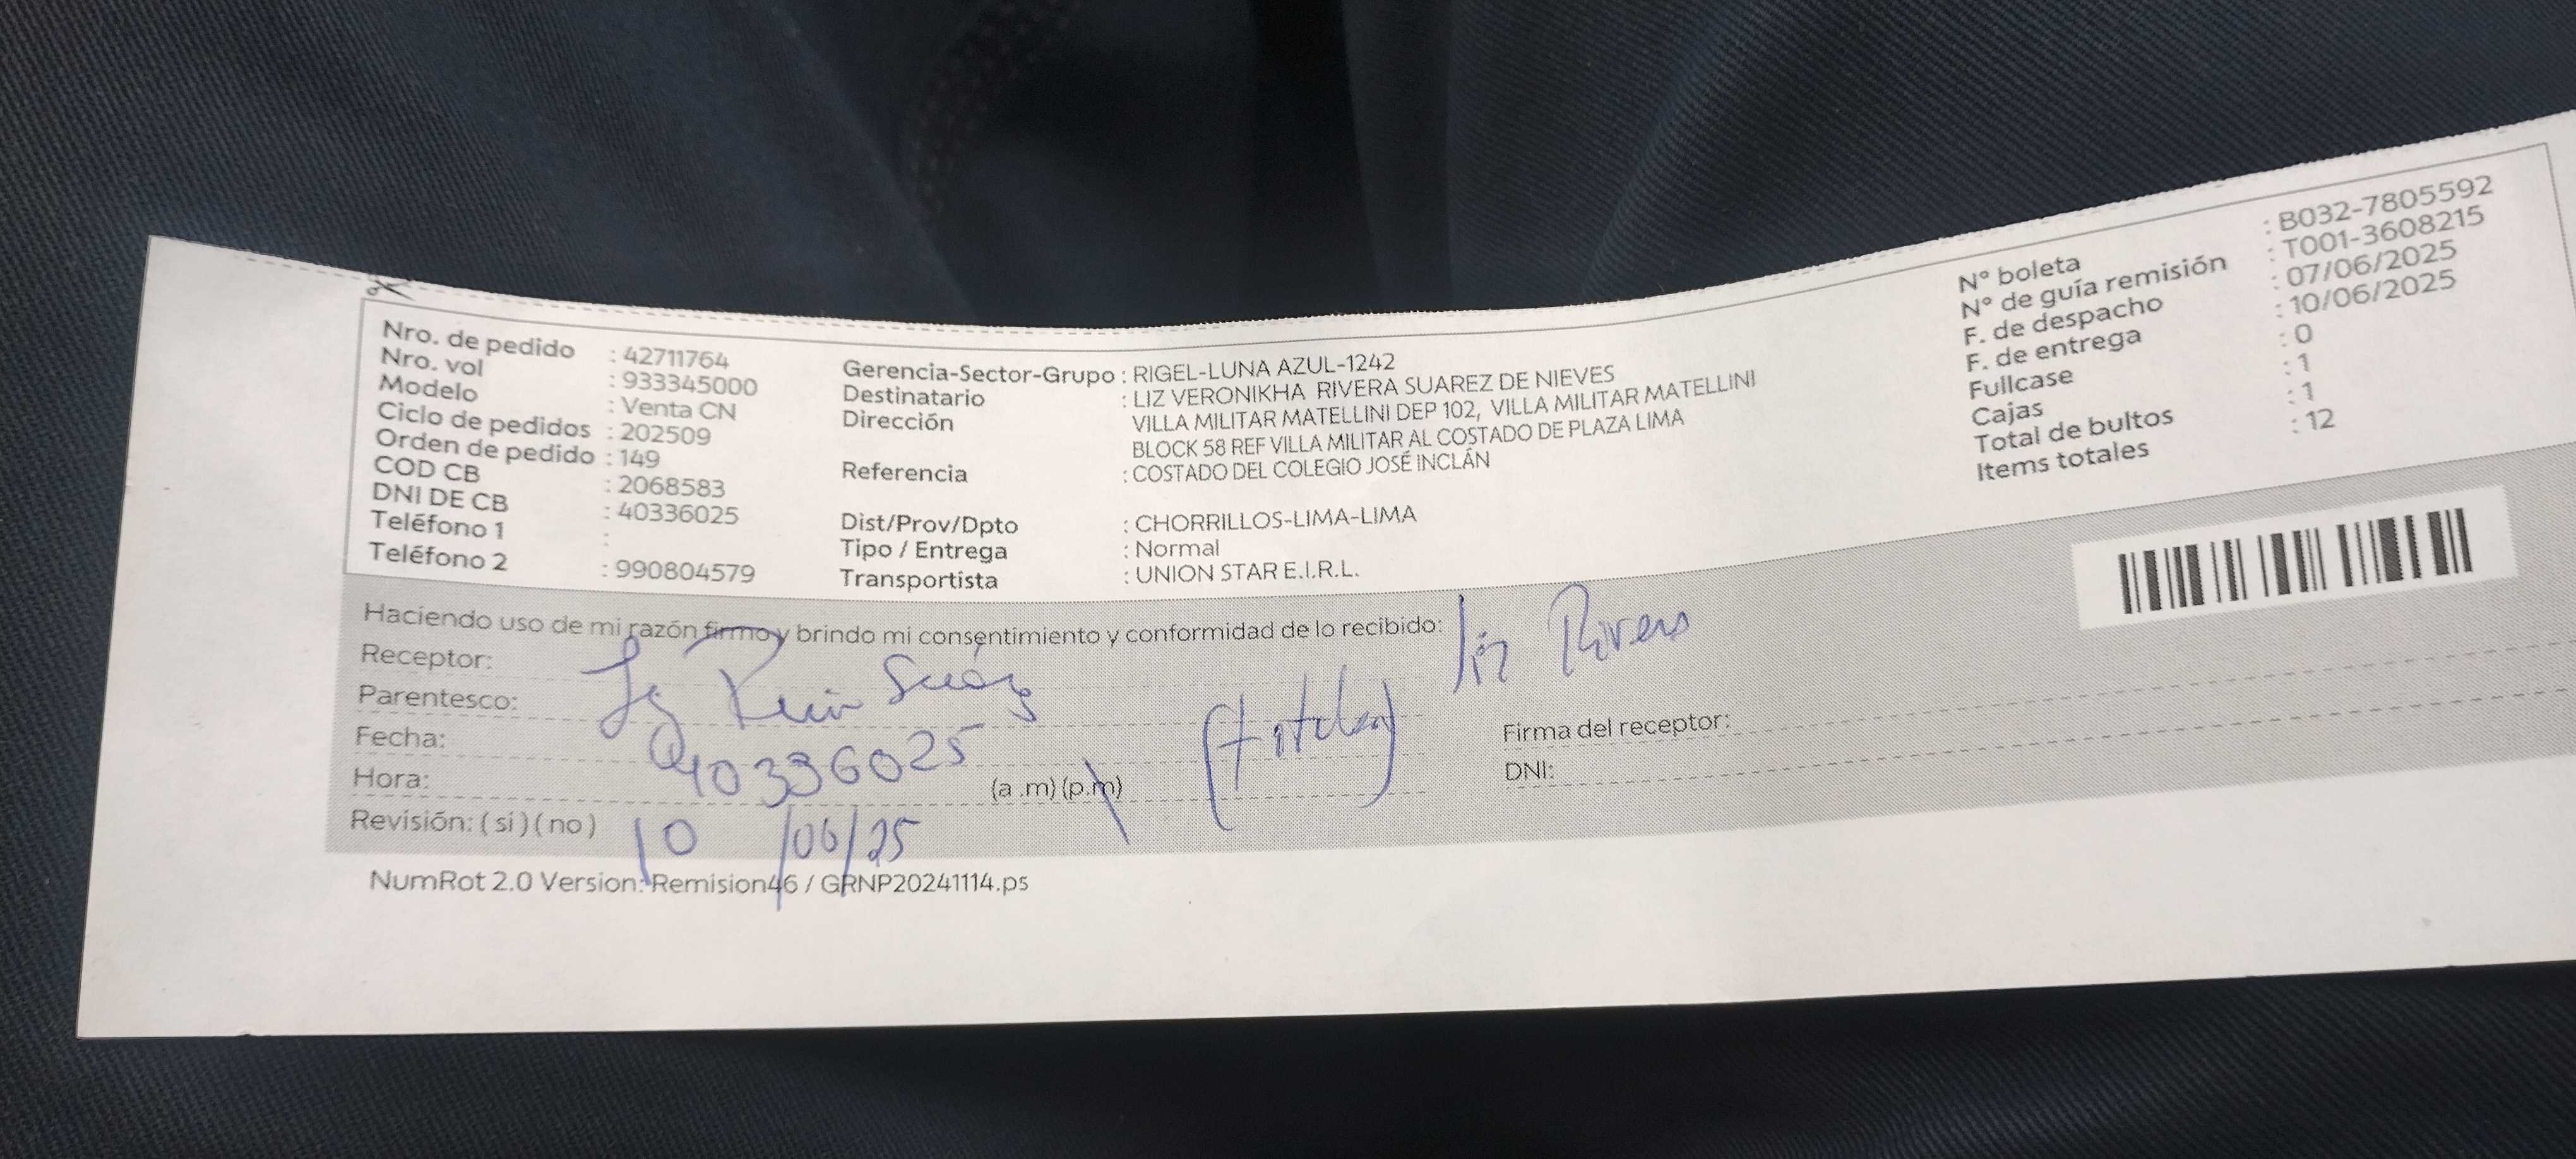 Nro. de pedido : 42711764
Nro. vol : 933345000
Modelo : Venta CN
Ciclo de pedidos : 202509
Orden de pedido : 149
COD CB : 2068583
DNI DE CB : 40336025
Teléfono 1 :
Teléfono 2 : 990804579
Gerencia-Sector-Grupo : RIGEL-LUNA AZUL-1242
Destinatario : LIZ VERONIKHA RIVERA SUAREZ DE NIEVES
Dirección VILLA MILITAR MATELLINI DEP 102, VILLA MILITAR MATELLINI
BLOCK 58 REF VILLA MILITAR AL COSTADO DE PLAZA LIMA
Referencia : COSTADO DEL COLEGIO JOSÉ INCLÁN
Dist/Prov/Dpto : CHORRILLOS-LIMA-LIMA
Tipo / Entrega : Normal
Transportista : UNION STAR E.I.R.L.
N° boleta : B032-7805592
N° de guía remisión : T001-3608215
F. de despacho : 07/06/2025
F. de entrega : 10/06/2025
Fullcase : 0
Cajas : 1
Total de bultos : 1
Items totales : 12
Haciendo uso de mi razón firmo y brindo mi consentimiento y conformidad de lo recibido:
Receptor:
Parentesco:
Fecha: 40336025
Hora: (a .m) (p.m)
Revisión: ( si ) ( no ) 10 /06/25
Liz Rivera
Firma del receptor:
DNI:
NumRot 2.0 Version: Remision46 / GRNP20241114.ps